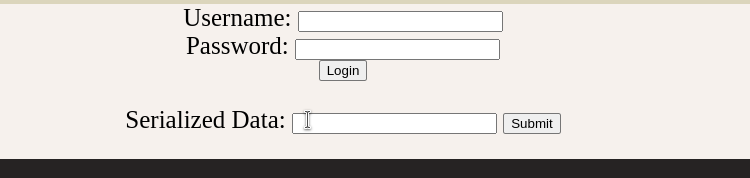 Username:
Password:
Login
Serialized Data: Submit